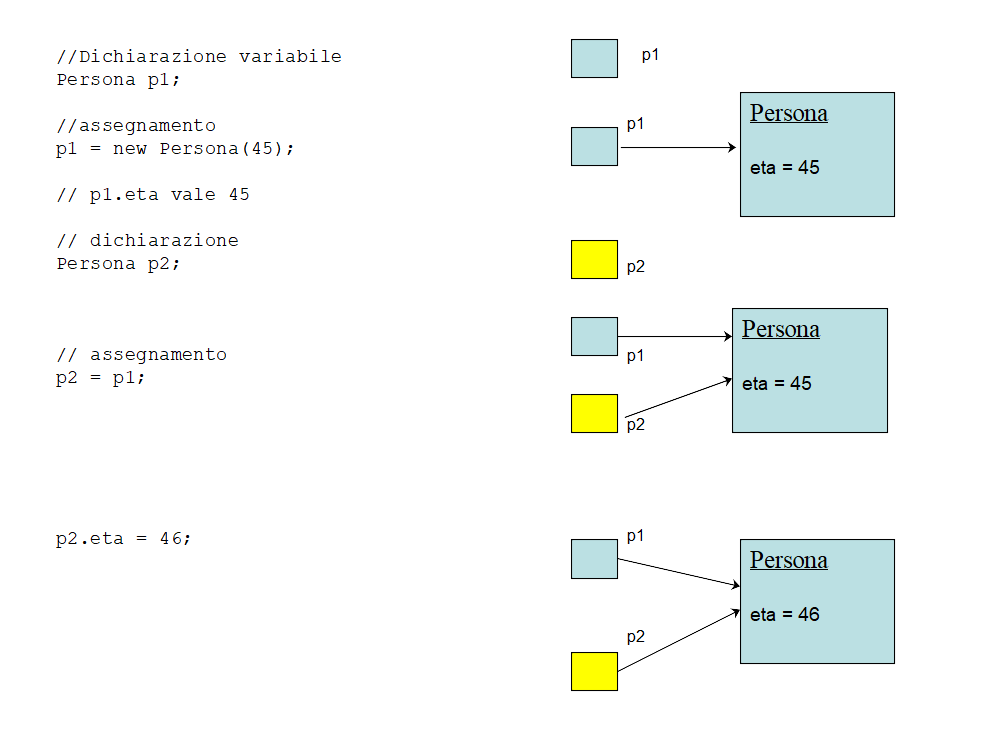 //Dichiarazione variabile
Persona p1;
//assegnamento
p1 = new Persona(45);
// p1.eta vale 45
// dichiarazione
Persona p2;
// assegnamento
p2 = p1;
p2.eta = 46;
p1
p1
Persona
eta = 45
p2
p1
Persona
eta = 45
p2
p1
Persona
eta = 46
p2